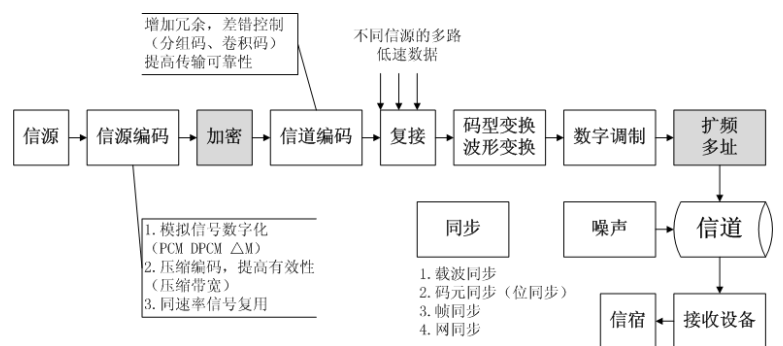 增加冗余，差错控制
（分组码、卷积码）
提高传输可靠性
不同信源的多路
低速数据
信源
信源编码
加密
信道编码
复接
码型变换
波形变换
数字调制
扩频
多址
1.模拟信号数字化
（PCM DPCM △M）
2.压缩编码，提高有效性
（压缩带宽）
3.同速率信号复用
同步
噪声
信道
1.载波同步
2.码元同步（位同步）
3.帧同步
4.网同步
信宿
接收设备